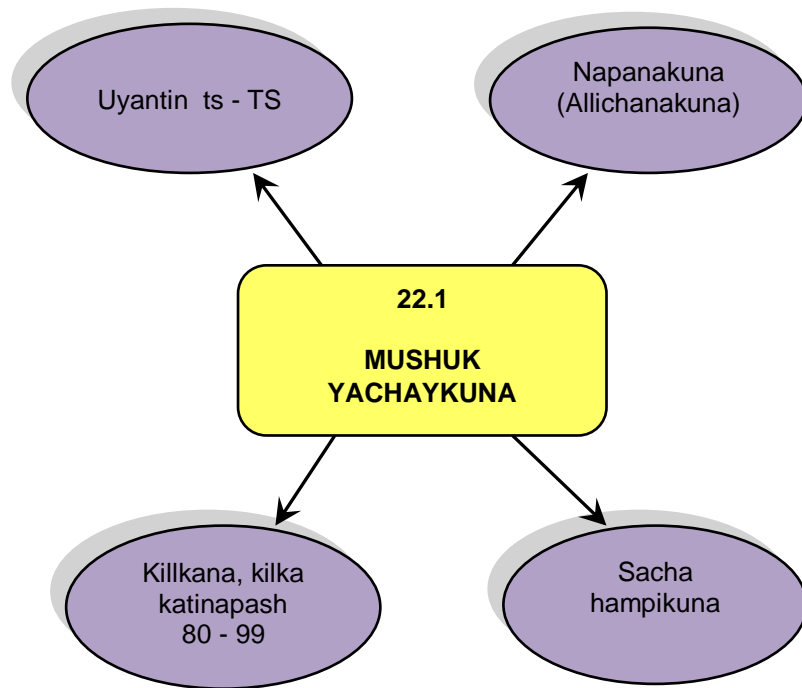 Uyantin ts - TS
Napanakuna
(Allichanakuna)
22.1
MUSHUK
YACHAYKUNA
Killkana, kilka
katinapash
80 - 99
Sacha
hampikuna